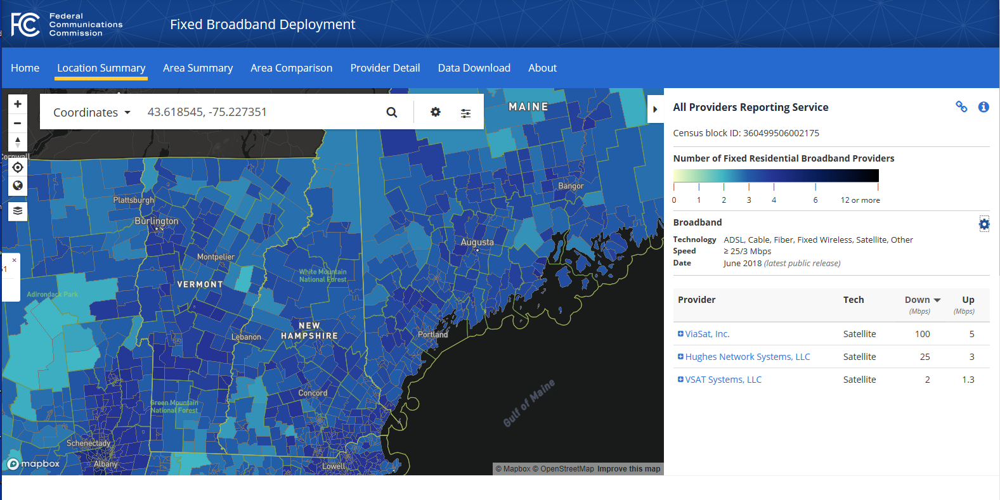 FCC Federal
Communications
Commission
Fixed Broadband Deployment
Home Location Summary Area Summary Area Comparison Provider Detail Data Download About
Coordinates 43.618545, -75.227351
MAINE
Cornwall
Bangor
Plattsburgh
Burlington
Augusta
Montpelier
51
White Mountain
National Forest
VERMONT
Adirondack Park
NEW
HAMPSHIRE
Lebanon
Portland
Concord
Green Mountain
National Forest
Gulf of Maine
Schenectady
Albany
Lowell
mapbox
© Mapbox © OpenStreetMap Improve this map
All Providers Reporting Service
Census block ID: 360499506002175
Number of Fixed Residential Broadband Providers
0 1 2 3 4 6 12 or more
Broadband
Technology ADSL, Cable, Fiber, Fixed Wireless, Satellite, Other
Speed ≥ 25/3 Mbps
Date June 2018 (latest public release)
Provider Tech Down Up
(Mbps) (Mbps)
ViaSat, Inc. Satellite 100 5
Hughes Network Systems, LLC Satellite 25 3
VSAT Systems, LLC Satellite 2 1.3